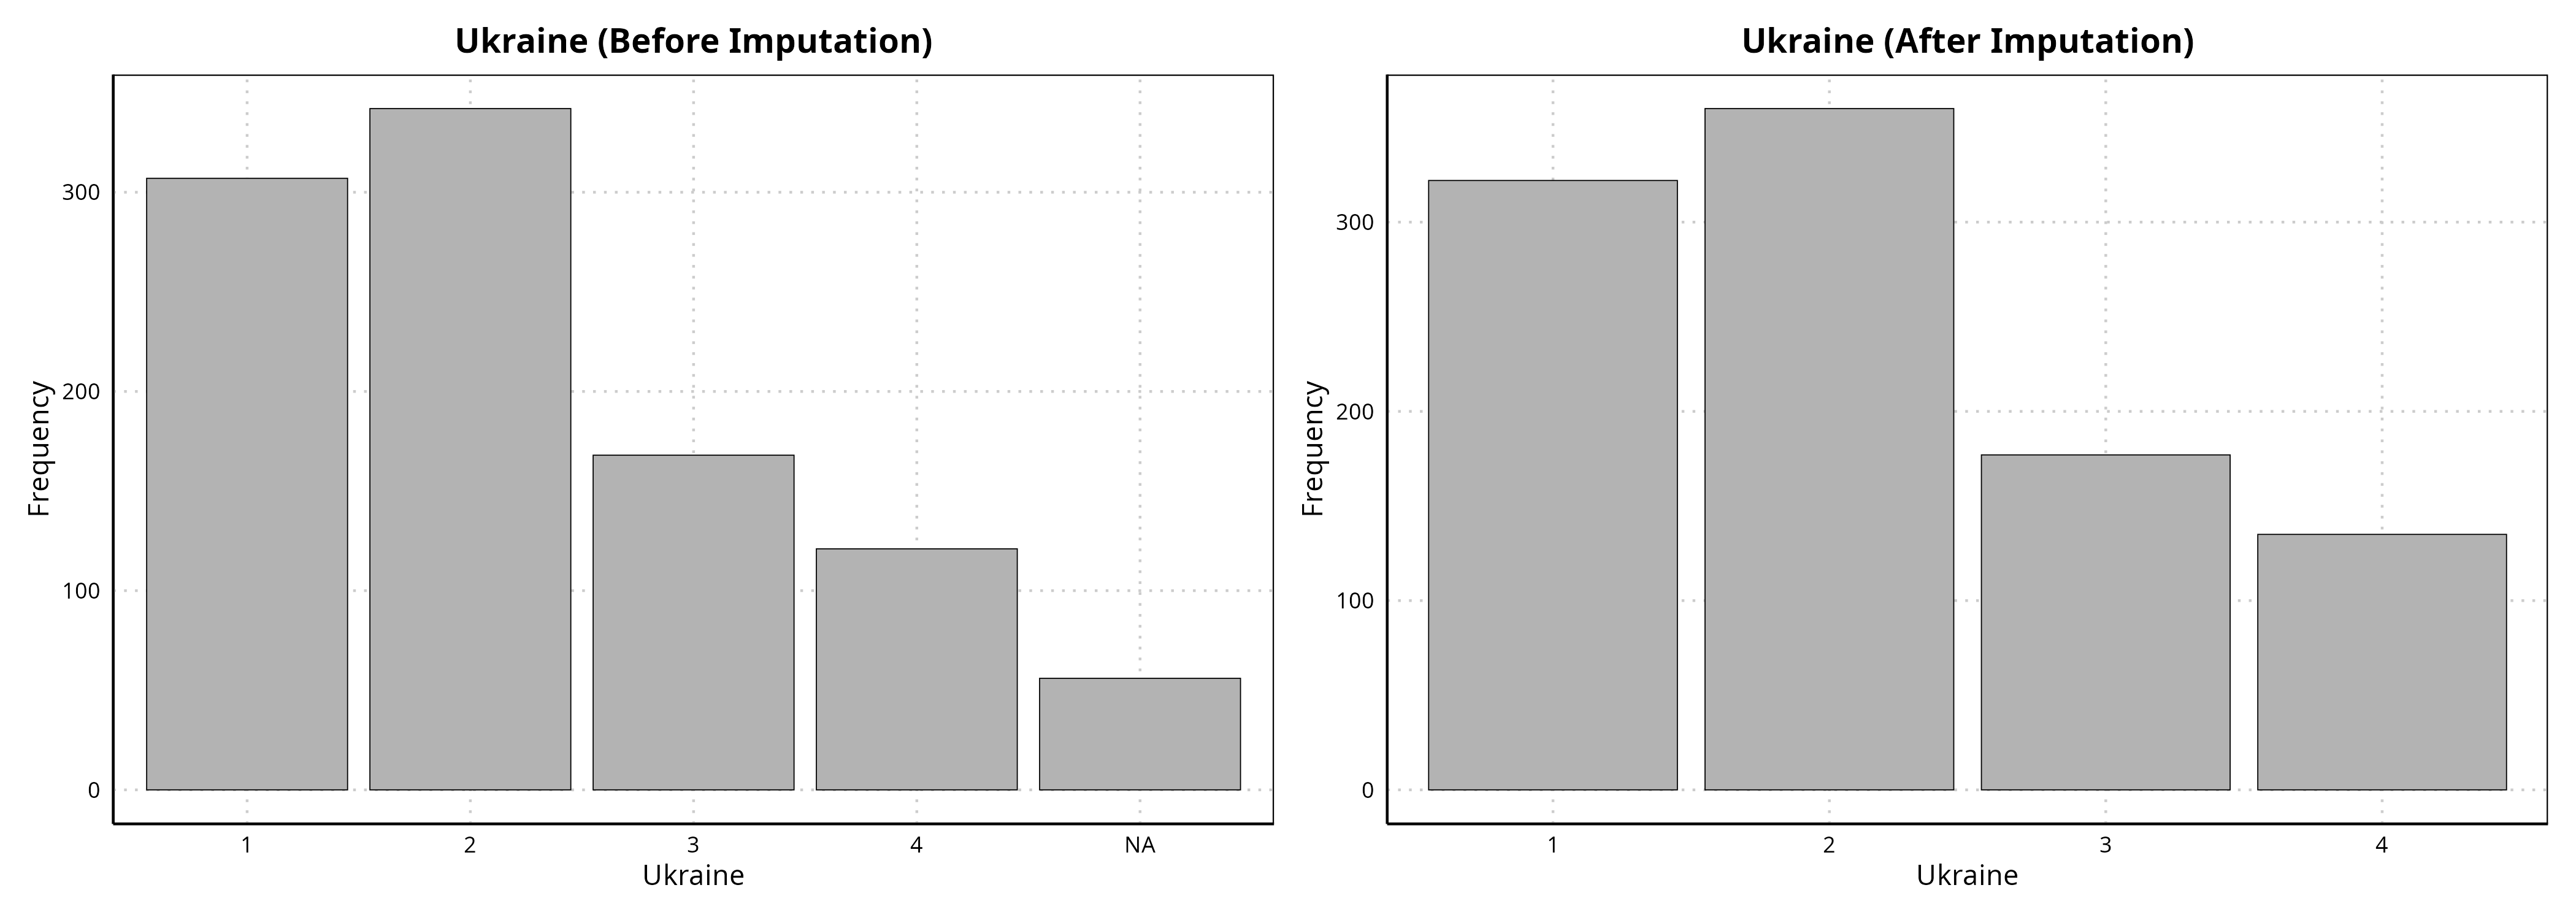 Ukraine (Before Imputation)
Frequency
300
200
100
0
1 2 3 4 NA
Ukraine
Ukraine (After Imputation)
Frequency
300
200
100
0
1 2 3 4
Ukraine